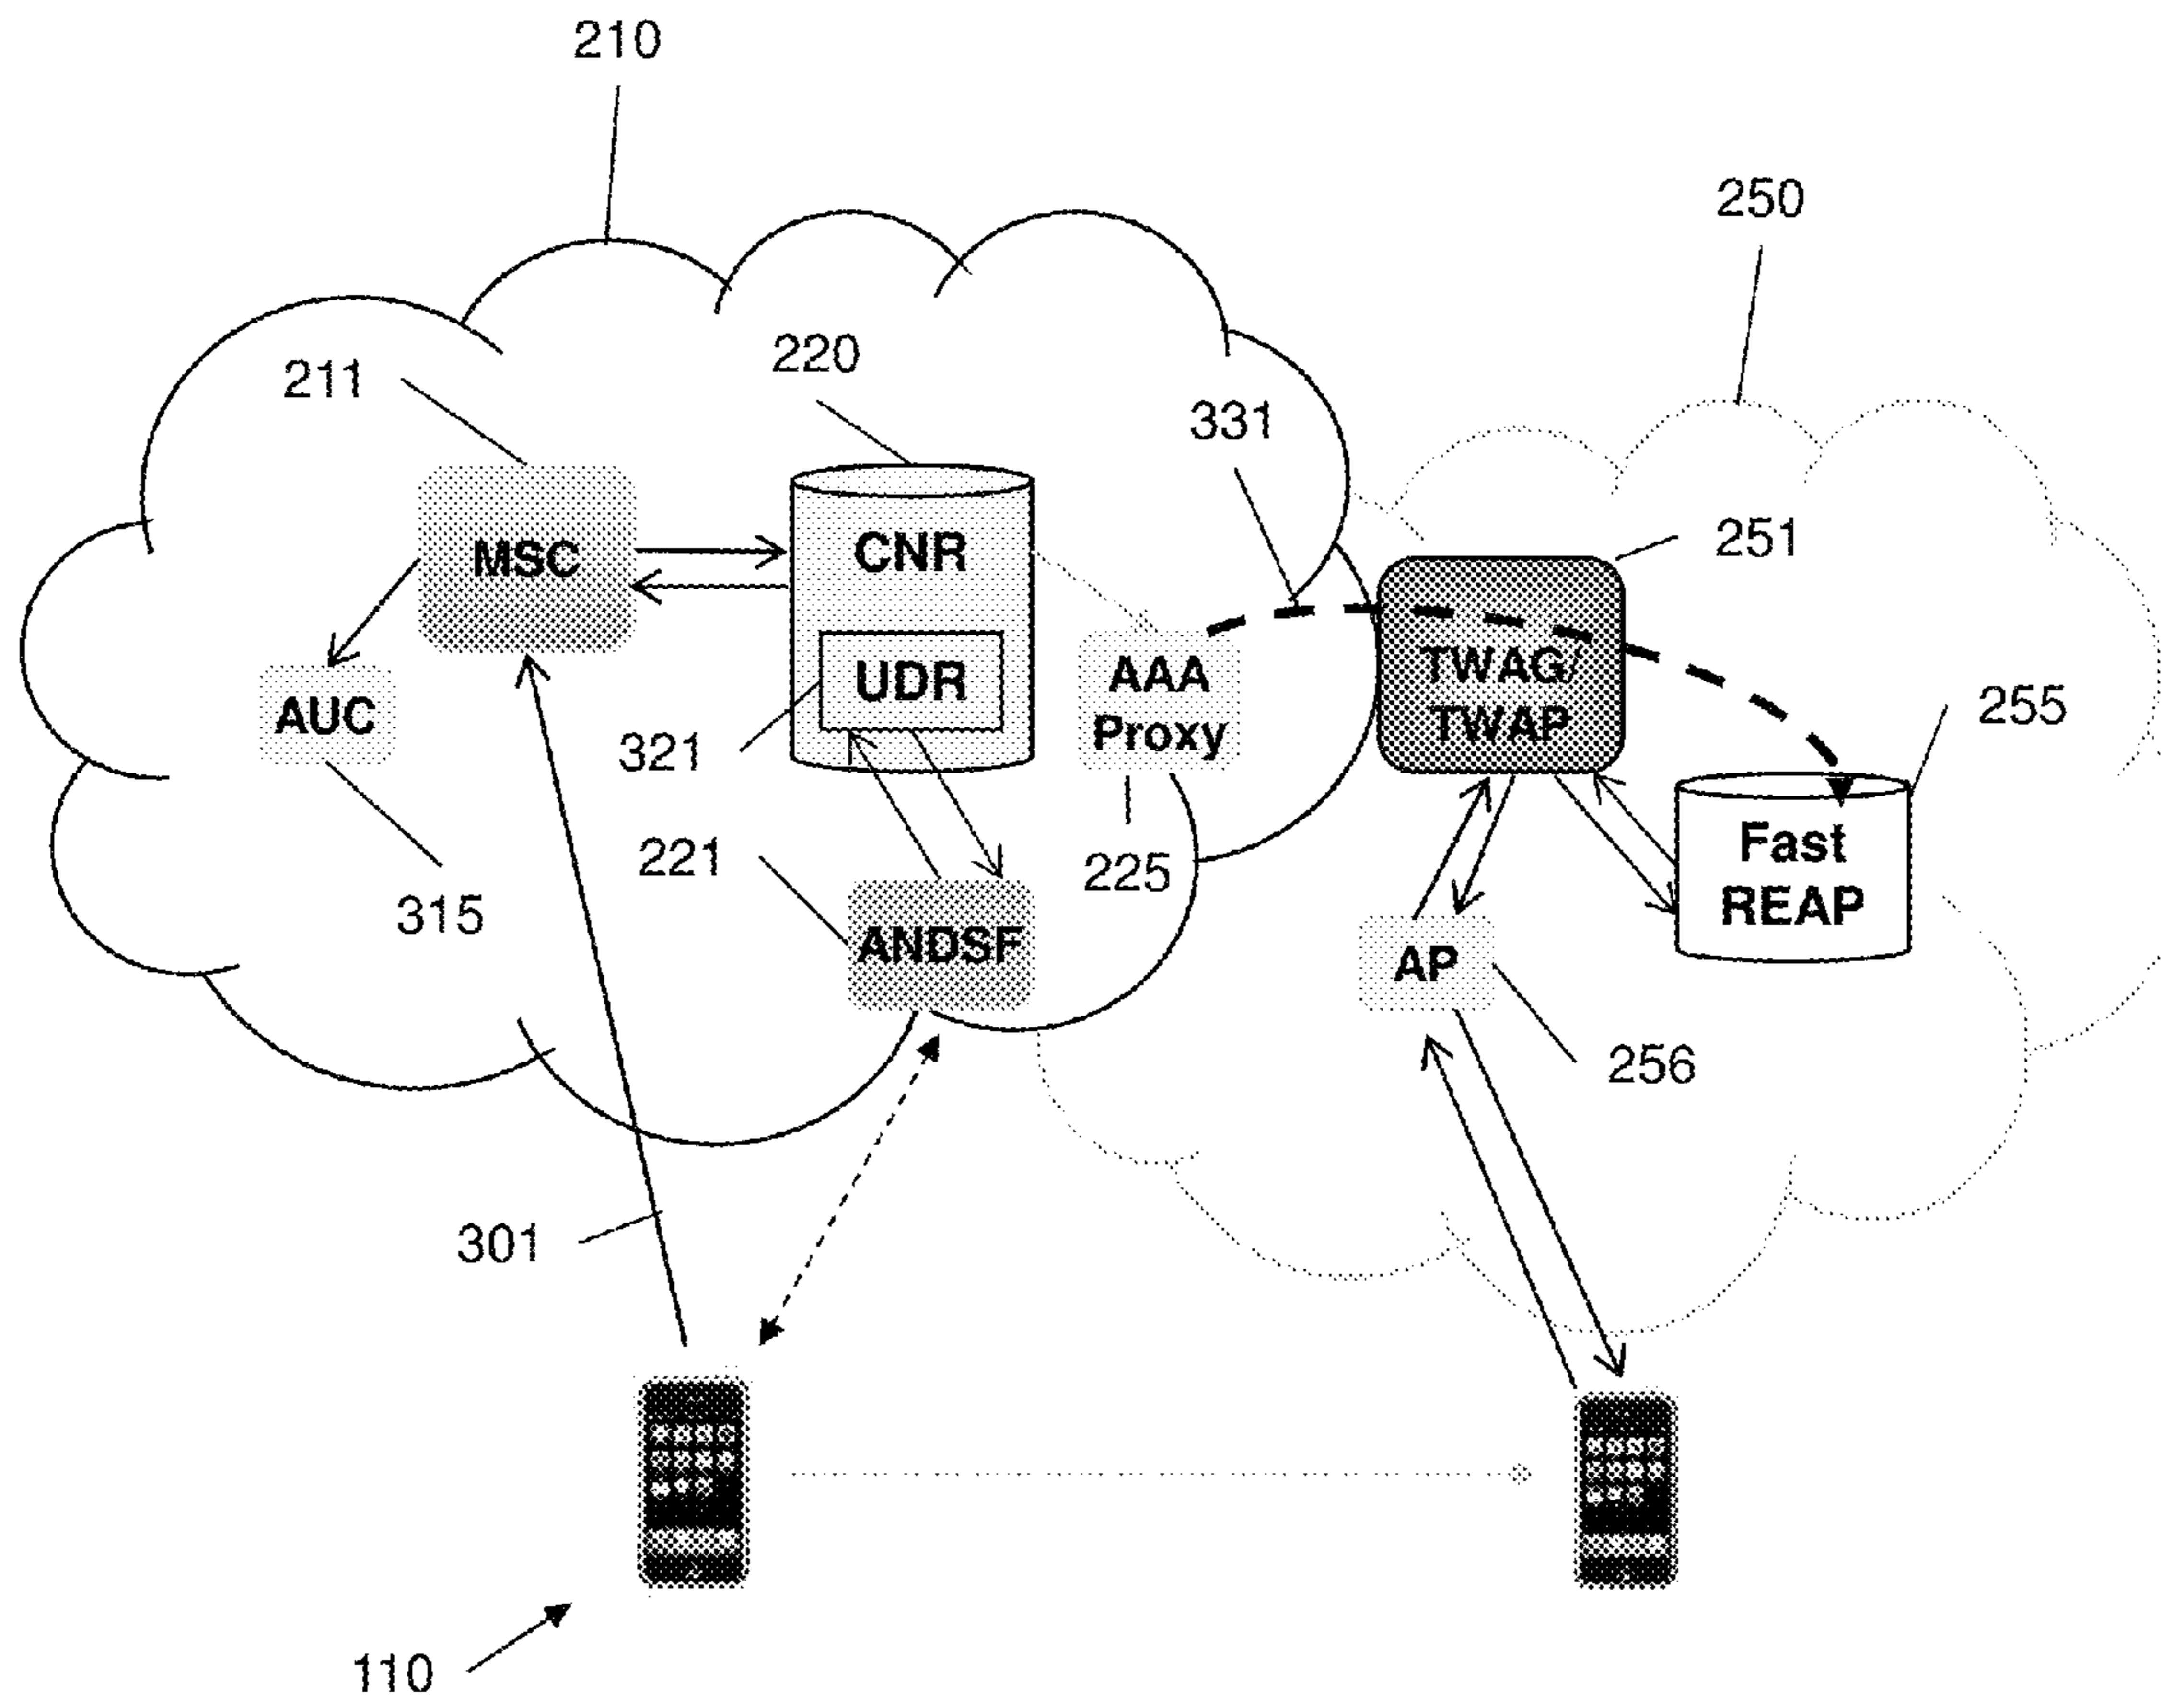 210
250
220
211
331
251
MSC
CNR
UDR
AAA
Proxy
TWAG/
TWAP
255
AUC
321
221
225
Fast
REAP
315
ANDSF
AP
256
301
110